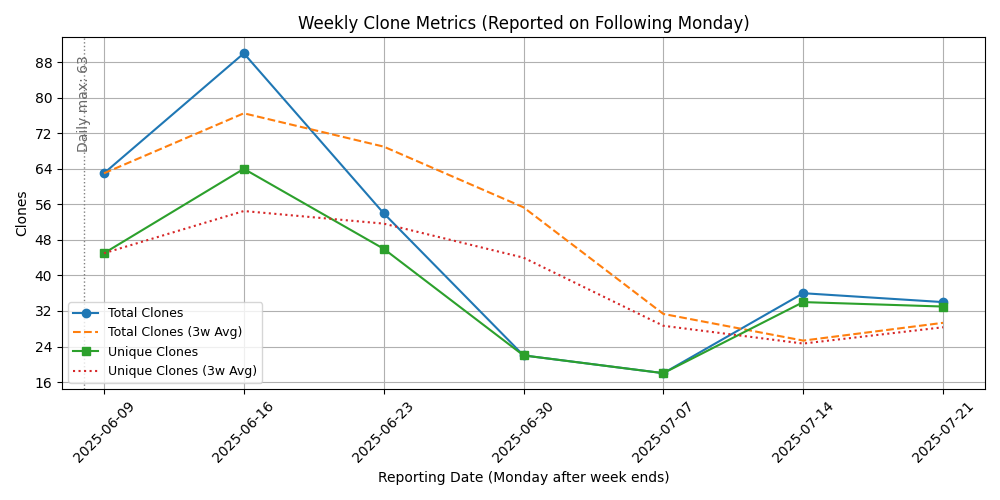 Weekly Clone Metrics (Reported on Following Monday)
Clones
88
80
72
64
56
48
40
32
24
16
Daily max: 63
Total Clones
Total Clones (3w Avg)
Unique Clones
Unique Clones (3w Avg)
2025-06-09
2025-06-16
2025-06-23
2025-06-30
2025-07-07
2025-07-14
2025-07-21
Reporting Date (Monday after week ends)